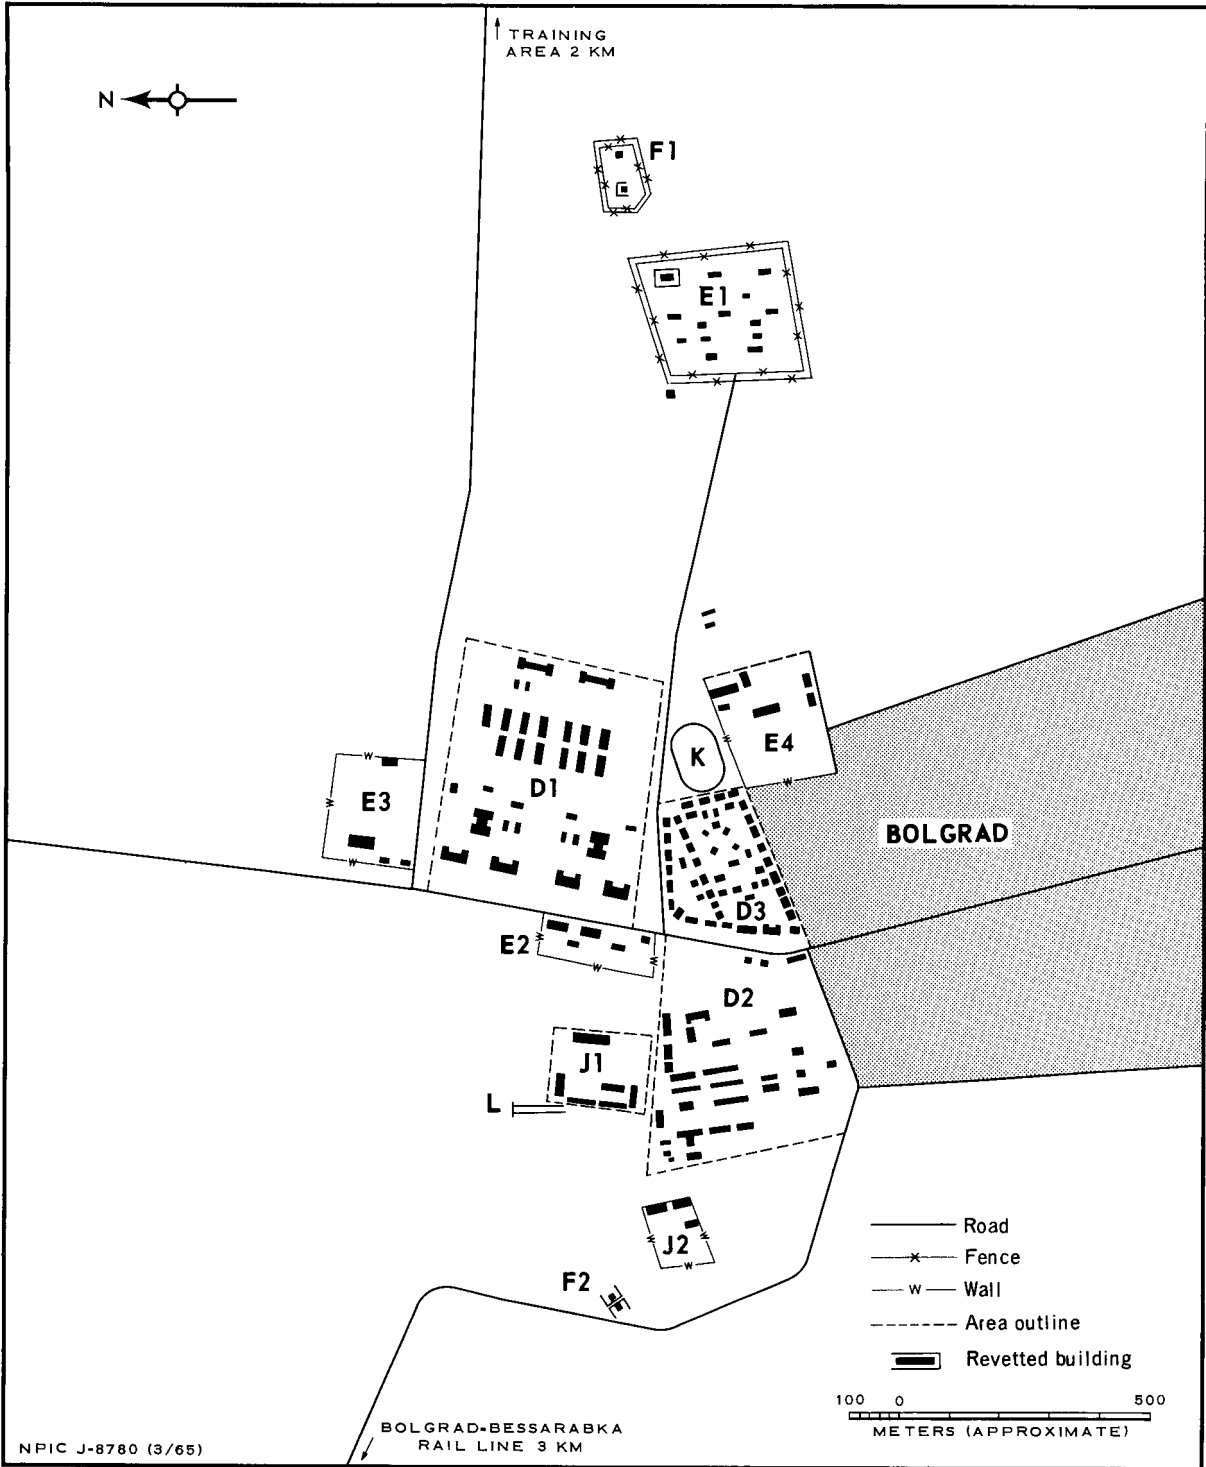 TRAINING
AREA 2 KM
N
F1
E1
K
E4
E3
D1
BOLGRAD
D3
E2
D2
J1
L
J2
F2
Road
Fence
W Wall
Area outline
Revetted building
100 0 500
METERS (APPROXIMATE)
BOLGRAD-BESSARABKA
RAIL LINE 3 KM
NPIC J-8780 (3/65)
W
W
W
W
W
W
W
W
W
W
W